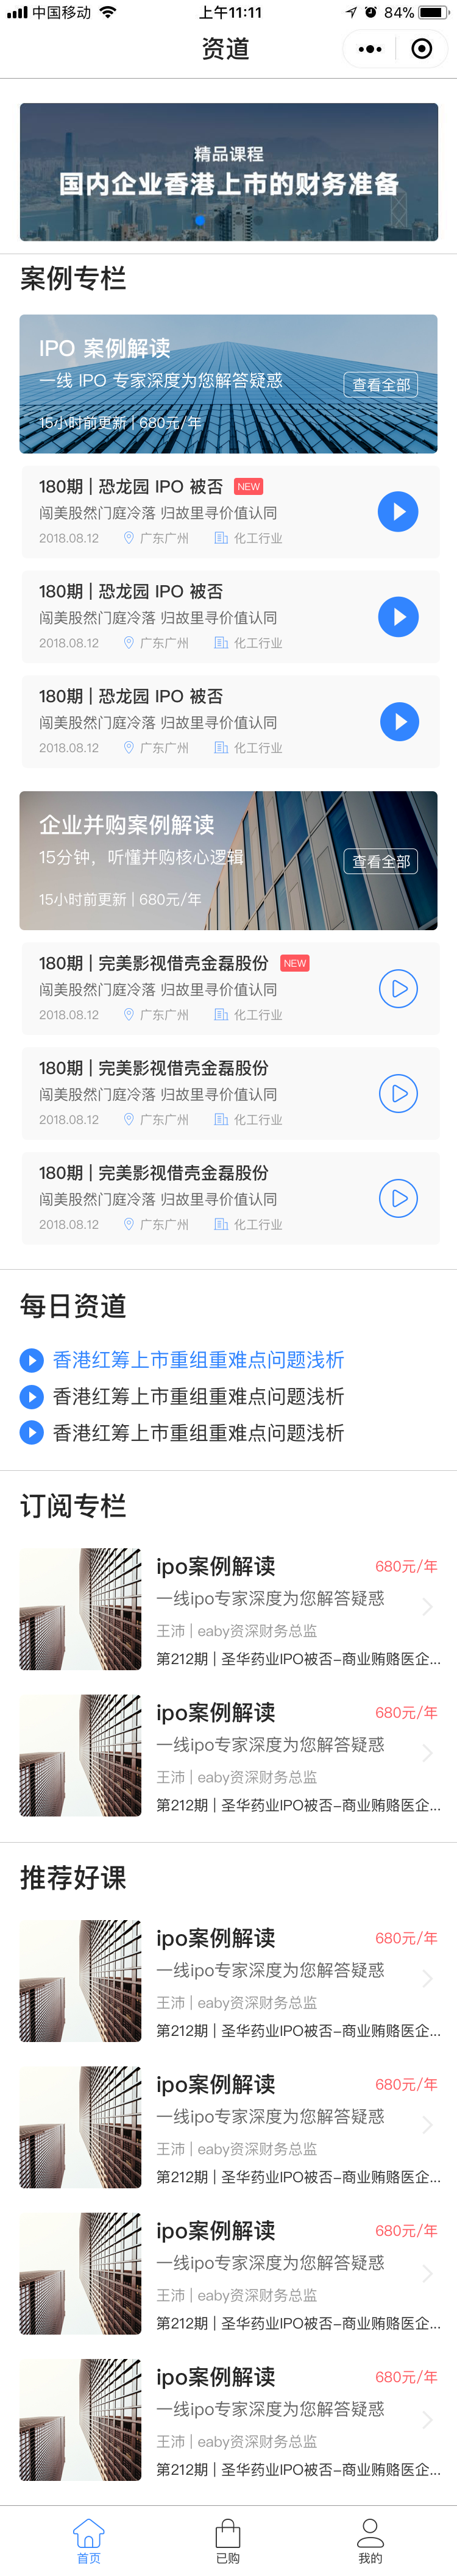 中国移动 上午11:11 84%
资道
精品课程
国内企业香港上市的财务准备
案例专栏
IPO 案例解读
一线 IPO 专家深度为您解答疑惑
查看全部
15小时前更新 | 680元/年
180期 | 恐龙园 IPO 被否 NEW
闯美股然门庭冷落 归故里寻价值认同
2018.08.12 广东广州 化工行业
180期 | 恐龙园 IPO 被否
闯美股然门庭冷落 归故里寻价值认同
2018.08.12 广东广州 化工行业
180期 | 恐龙园 IPO 被否
闯美股然门庭冷落 归故里寻价值认同
2018.08.12 广东广州 化工行业
企业并购案例解读
15分钟，听懂并购核心逻辑
查看全部
15小时前更新 | 680元/年
180期 | 完美影视借壳金磊股份 NEW
闯美股然门庭冷落 归故里寻价值认同
2018.08.12 广东广州 化工行业
180期 | 完美影视借壳金磊股份
闯美股然门庭冷落 归故里寻价值认同
2018.08.12 广东广州 化工行业
180期 | 完美影视借壳金磊股份
闯美股然门庭冷落 归故里寻价值认同
2018.08.12 广东广州 化工行业
每日资道
香港红筹上市重组重难点问题浅析
香港红筹上市重组重难点问题浅析
香港红筹上市重组重难点问题浅析
订阅专栏
ipo案例解读 680元/年
一线ipo专家深度为您解答疑惑
王沛 | eaby资深财务总监
第212期 | 圣华药业IPO被否-商业贿赂医企...
ipo案例解读 680元/年
一线ipo专家深度为您解答疑惑
王沛 | eaby资深财务总监
第212期 | 圣华药业IPO被否-商业贿赂医企...
推荐好课
ipo案例解读 680元/年
一线ipo专家深度为您解答疑惑
王沛 | eaby资深财务总监
第212期 | 圣华药业IPO被否-商业贿赂医企...
ipo案例解读 680元/年
一线ipo专家深度为您解答疑惑
王沛 | eaby资深财务总监
第212期 | 圣华药业IPO被否-商业贿赂医企...
ipo案例解读 680元/年
一线ipo专家深度为您解答疑惑
王沛 | eaby资深财务总监
第212期 | 圣华药业IPO被否-商业贿赂医企...
ipo案例解读 680元/年
一线ipo专家深度为您解答疑惑
王沛 | eaby资深财务总监
第212期 | 圣华药业IPO被否-商业贿赂医企...
首页 已购 我的